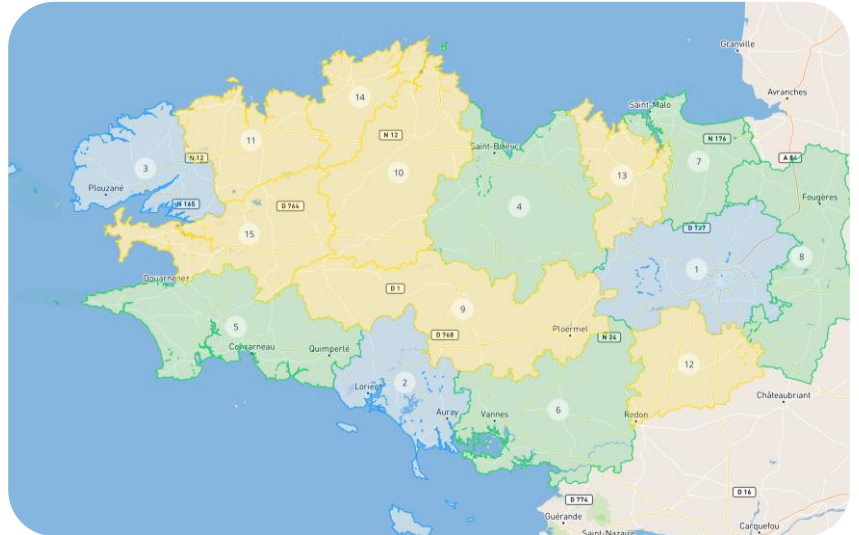 Granville
Avranches
14
Saint-Malo
11
N 12
N 176
N 12
Saint-Brieuc
A 84
3
7
10
13
Plouzané
Fougères
N 165
D 764
4
15
D 137
8
1
Douarnenez
D 1
9
5
Ploermel
D 768
N 24
Concarneau
Quimperlé
12
2
Lorient
Châteaubriant
6
Auray
Vannes
Redon
D 16
D 774
Guérande
Carquefou
Saint-Nazaire